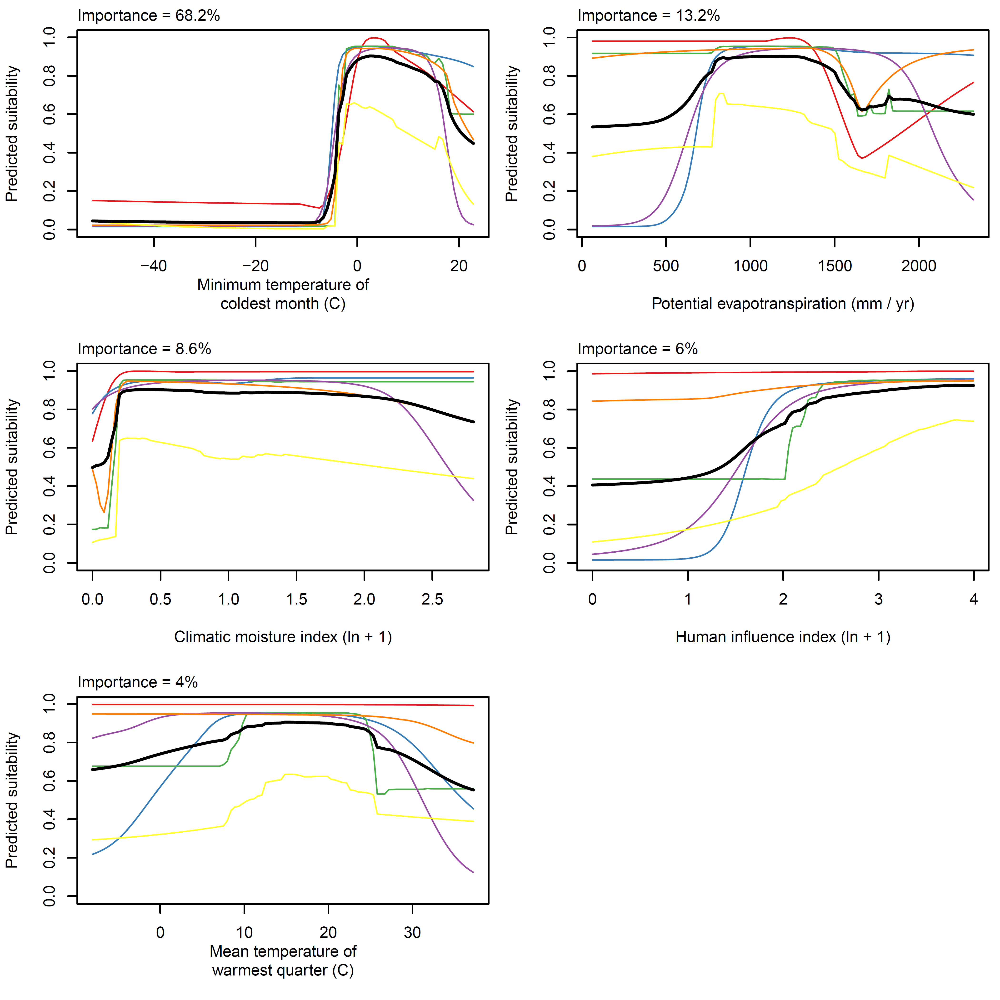 Importance = 68.2%
Predicted suitability
0.0 0.2 0.4 0.6 0.8 1.0
−40 −20 0 20
Minimum temperature of
coldest month (C)
Importance = 13.2%
Predicted suitability
0.0 0.2 0.4 0.6 0.8 1.0
0 500 1000 1500 2000
Potential evapotranspiration (mm / yr)
Importance = 8.6%
Predicted suitability
0.0 0.2 0.4 0.6 0.8 1.0
0.0 0.5 1.0 1.5 2.0 2.5
Climatic moisture index (ln + 1)
Importance = 6%
Predicted suitability
0.0 0.2 0.4 0.6 0.8 1.0
0 1 2 3 4
Human influence index (ln + 1)
Importance = 4%
Predicted suitability
0.0 0.2 0.4 0.6 0.8 1.0
0 10 20 30
Mean temperature of
warmest quarter (C)